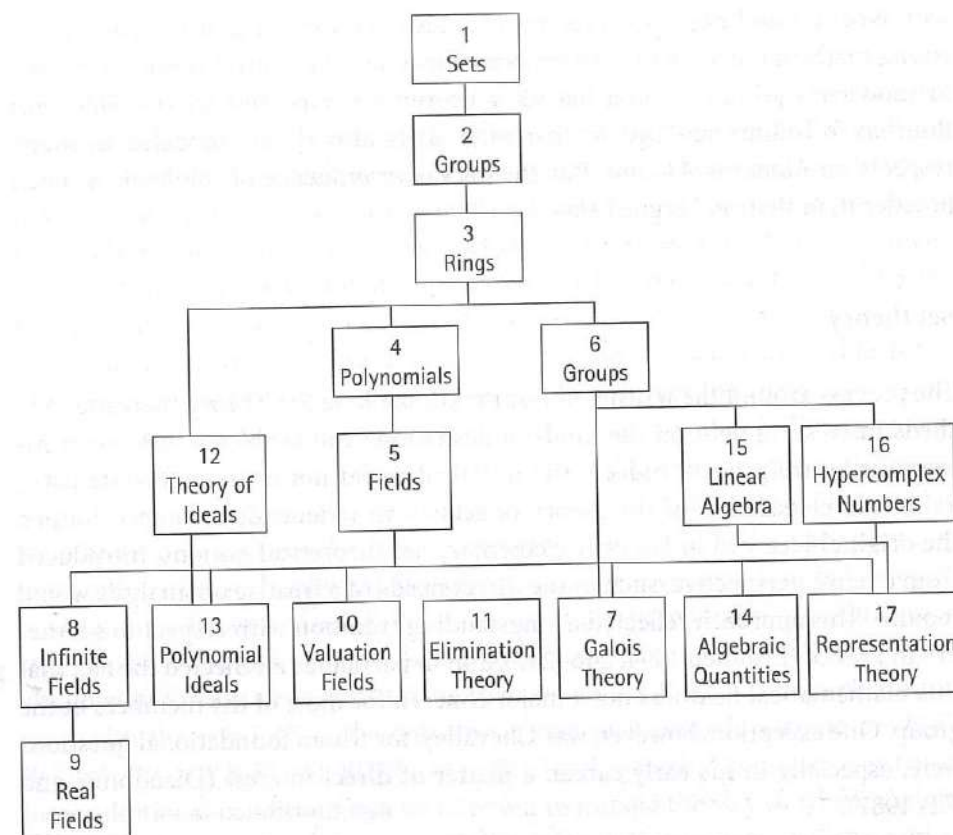 1
Sets
2
Groups
3
Rings
4
Polynomials
6
Groups
12
Theory of
Ideals
5
Fields
15
Linear
Algebra
16
Hypercomplex
Numbers
8
Infinite
Fields
13
Polynomial
Ideals
10
Valuation
Fields
11
Elimination
Theory
7
Galois
Theory
14
Algebraic
Quantities
17
Representation
Theory
9
Real
Fields